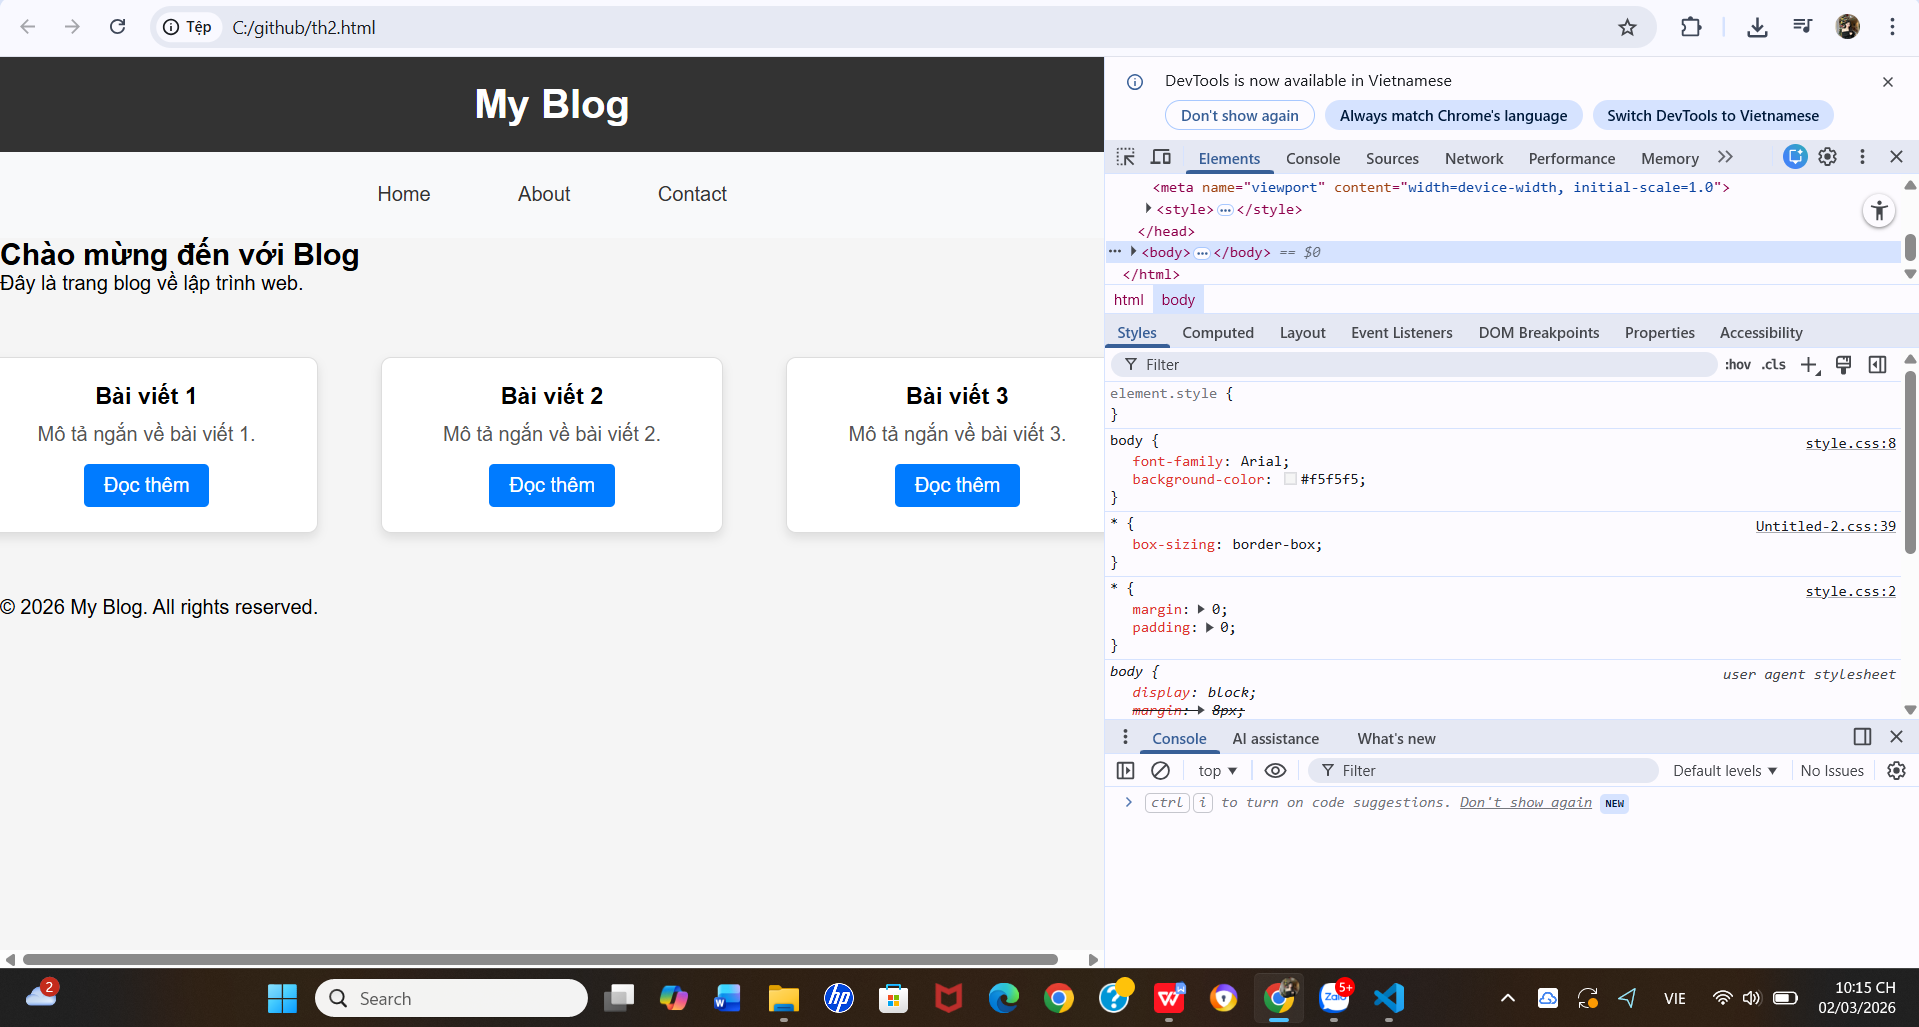 Tệp
C:/github/th2.html
My Blog
Home About Contact
Chào mừng đến với Blog
Đây là trang blog về lập trình web.
Bài viết 1
Mô tả ngắn về bài viết 1.
Đọc thêm
Bài viết 2
Mô tả ngắn về bài viết 2.
Đọc thêm
Bài viết 3
Mô tả ngắn về bài viết 3.
Đọc thêm
© 2026 My Blog. All rights reserved.
DevTools is now available in Vietnamese
Don't show again Always match Chrome's language Switch DevTools to Vietnamese
Elements Console Sources Network Performance Memory
<meta name="viewport" content="width=device-width, initial-scale=1.0">
<style>…</style>
</head>
<body>…</body> == $0
</html>
html body
Styles Computed Layout Event Listeners DOM Breakpoints Properties Accessibility
Filter :hov .cls
element.style {
}
body { style.css:8
font-family: Arial;
background-color: #f5f5f5;
}
* { Untitled-2.css:39
box-sizing: border-box;
}
* { style.css:2
margin: 0;
padding: 0;
}
body { user agent stylesheet
display: block;
margin: 8px;
Console AI assistance What's new
top Filter Default levels No Issues
ctrl i to turn on code suggestions. Don't show again NEW
2
Search
hp
W
Zalo
5+
VIE
10:15 CH
02/03/2026